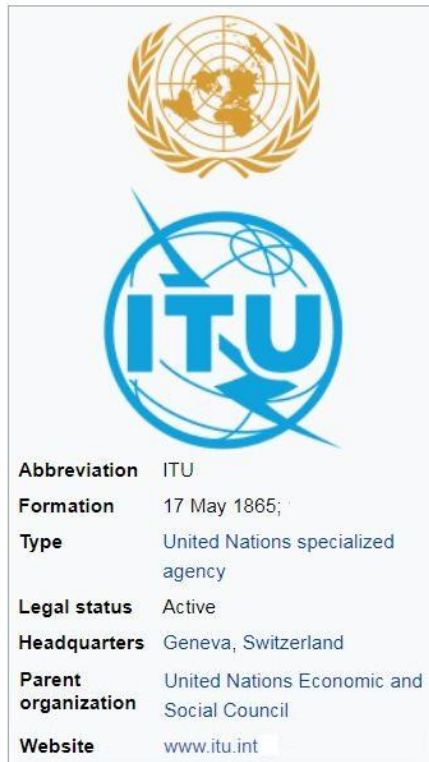 ITU
Abbreviation ITU
Formation 17 May 1865;
Type United Nations specialized
agency
Legal status Active
Headquarters Geneva, Switzerland
Parent United Nations Economic and
organization Social Council
Website www.itu.int